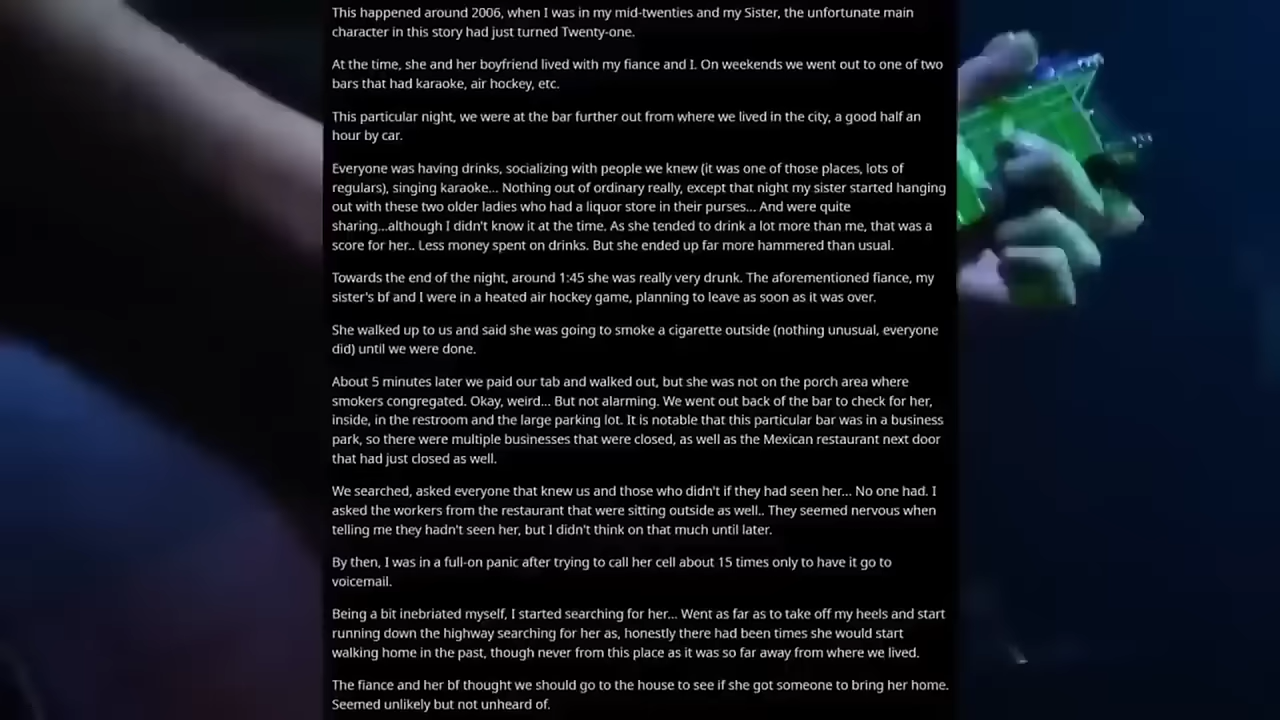 This happened around 2006, when I was in my mid-twenties and my Sister, the unfortunate main
character in this story had just turned Twenty-one.
At the time, she and her boyfriend lived with my fiance and I. On weekends we went out to one of two
bars that had karaoke, air hockey, etc.
This particular night, we were at the bar further out from where we lived in the city, a good half an
hour by car.
Everyone was having drinks, socializing with people we knew (it was one of those places, lots of
regulars), singing karaoke... Nothing out of ordinary really, except that night my sister started hanging
out with these two older ladies who had a liquor store in their purses... And were quite
sharing...although I didn't know it at the time. As she tended to drink a lot more than me, that was a
score for her.. Less money spent on drinks. But she ended up far more hammered than usual.
Towards the end of the night, around 1:45 she was really very drunk. The aforementioned fiance, my
sister's bf and I were in a heated air hockey game, planning to leave as soon as it was over.
She walked up to us and said she was going to smoke a cigarette outside (nothing unusual, everyone
did) until we were done.
About 5 minutes later we paid our tab and walked out, but she was not on the porch area where
smokers congregated. Okay, weird... But not alarming. We went out back of the bar to check for her,
inside, in the restroom and the large parking lot. It is notable that this particular bar was in a business
park, so there were multiple businesses that were closed, as well as the Mexican restaurant next door
that had just closed as well.
We searched, asked everyone that knew us and those who didn't if they had seen her... No one had. I
asked the workers from the restaurant that were sitting outside as well.. They seemed nervous when
telling me they hadn't seen her, but I didn't think on that much until later.
By then, I was in a full-on panic after trying to call her cell about 15 times only to have it go to
voicemail.
Being a bit inebriated myself, I started searching for her... Went as far as to take off my heels and start
running down the highway searching for her as, honestly there had been times she would start
walking home in the past, though never from this place as it was so far away from where we lived.
The fiance and her bf thought we should go to the house to see if she got someone to bring her home.
Seemed unlikely but not unheard of.